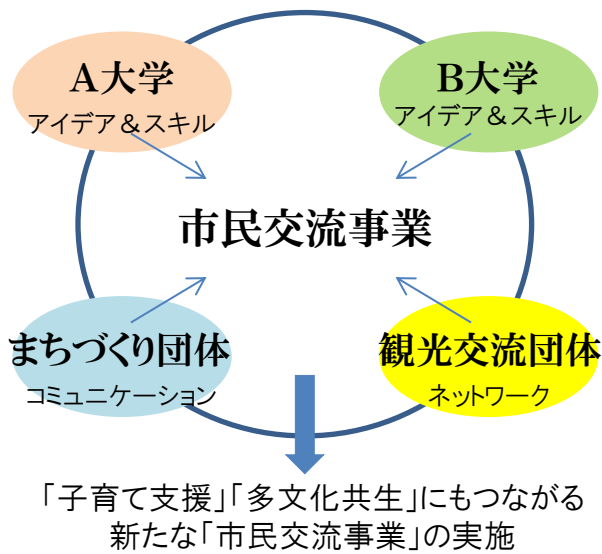 A大学
アイデア＆スキル
B大学
アイデア＆スキル
市民交流事業
まちづくり団体
コミュニケーション
観光交流団体
ネットワーク
「子育て支援」「多文化共生」にもつながる
新たな「市民交流事業」の実施